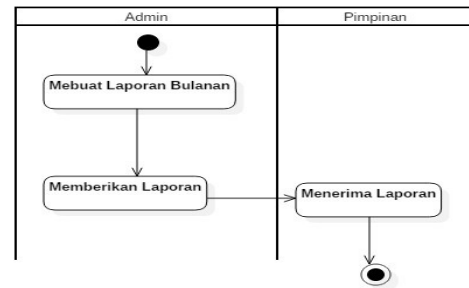 Admin
Pimpinan
Mebuat Laporan Bulanan
Memberikan Laporan
Menerima Laporan